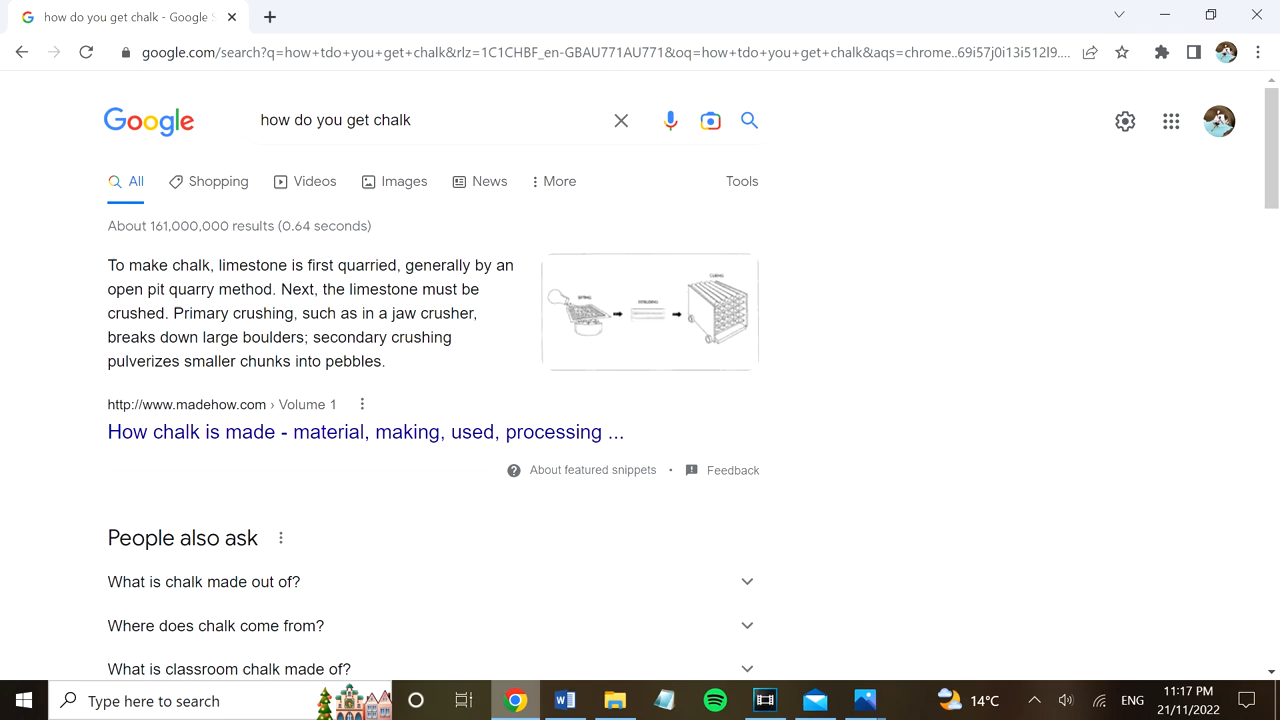 how do you get chalk - Google S
google.com/search?q=how+tdo+you+get+chalk&rlz=1C1CHBF_en-GBAU771AU771&oq=how+tdo+you+get+chalk&aqs=chrome..69i57j0i13i512l9....
Google
how do you get chalk
All Shopping Videos Images News More Tools
About 161,000,000 results (0.64 seconds)
To make chalk, limestone is first quarried, generally by an
open pit quarry method. Next, the limestone must be
crushed. Primary crushing, such as in a jaw crusher,
breaks down large boulders; secondary crushing
pulverizes smaller chunks into pebbles.
http://www.madehow.com › Volume 1
How chalk is made - material, making, used, processing ...
About featured snippets • Feedback
People also ask
What is chalk made out of?
Where does chalk come from?
What is classroom chalk made of?
Type here to search
14°C
ENG
11:17 PM
21/11/2022